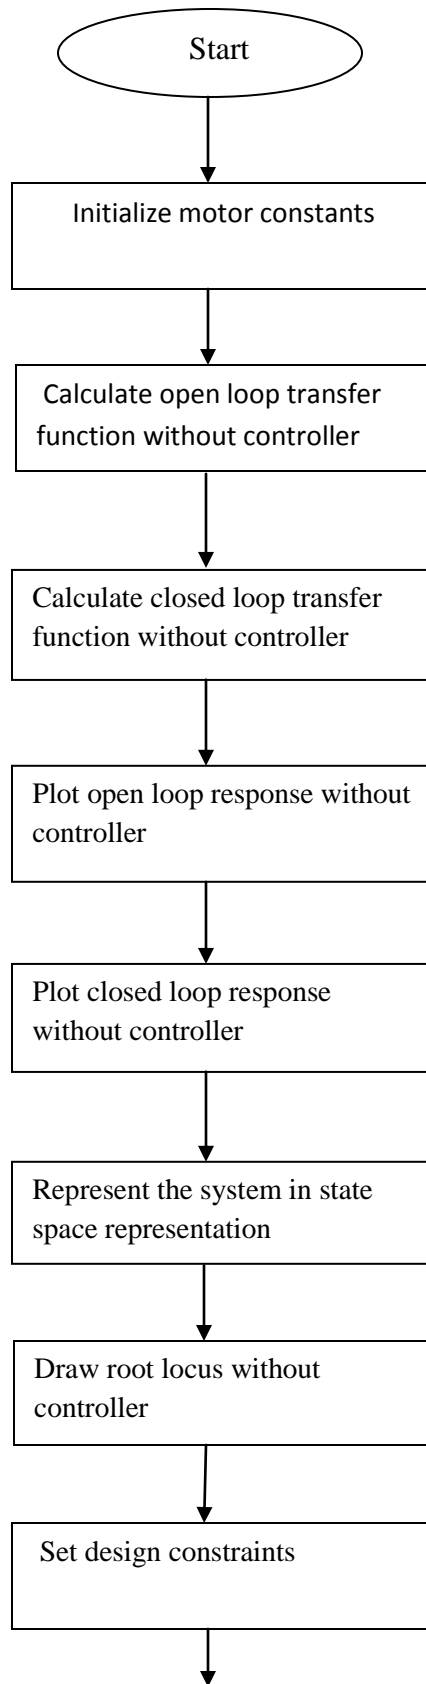 Start
Initialize motor constants
Calculate open loop transfer
function without controller
Calculate closed loop transfer
function without controller
Plot open loop response without
controller
Plot closed loop response
without controller
Represent the system in state
space representation
Draw root locus without
controller
Set design constraints